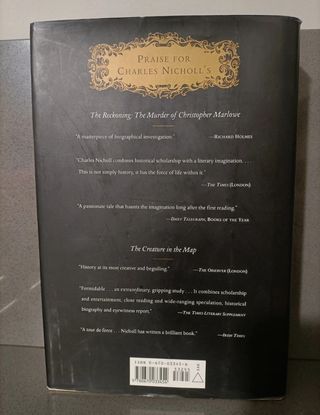 PRAISE FOR
CHARLES NICHOLL'S
The Reckoning: The Murder of Christopher Marlowe
"A masterpiece of biographical investigation." —RICHARD HOLMES
"Charles Nicholl combines historical scholarship with a literary imagination. . . .
This is not simply history, it has the force of life within it."
—THE TIMES (LONDON)
"A passionate tale that haunts the imagination long after the first reading."
—DAILY TELEGRAPH, BOOKS OF THE YEAR
The Creature in the Map
"History at its most creative and beguiling." —THE OBSERVER (LONDON)
"Formidable . . . an extraordinary, gripping study . . . It combines scholarship
and entertainment, close reading and wide-ranging speculation, historical
biography and eyewitness report." —THE TIMES LITERARY SUPPLEMENT
"A tour de force . . . Nicholl has written a brilliant book." —IRISH TIMES
ISBN 0-670-03345-8